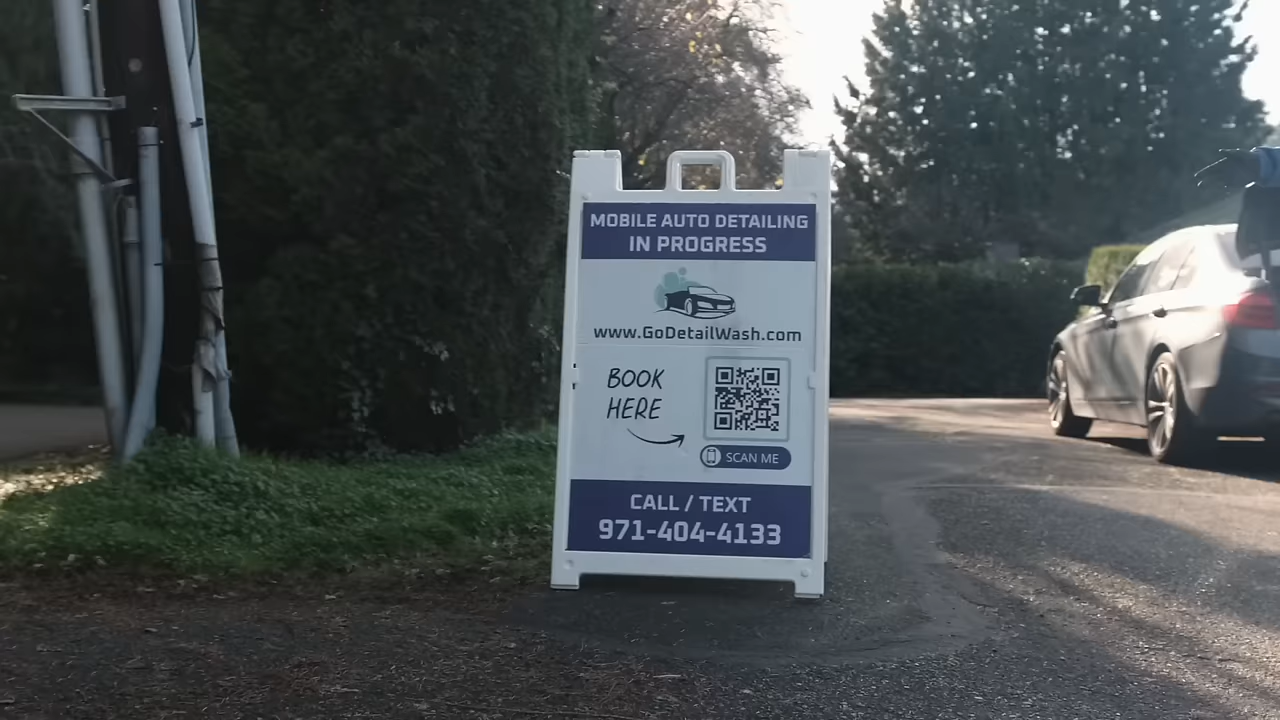 MOBILE AUTO DETAILING
IN PROGRESS
www.GoDetailWash.com
BOOK
HERE
SCAN ME
CALL / TEXT
971-404-4133